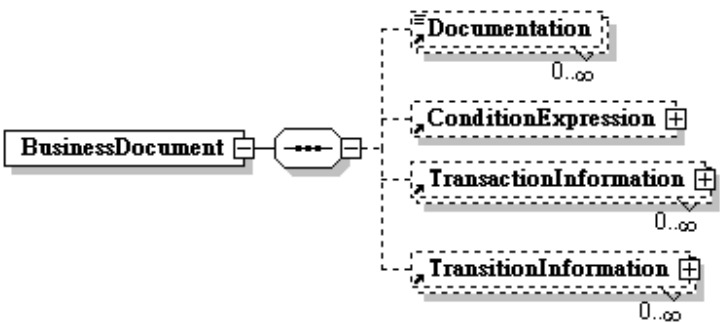 Documentation
0..∞
BusinessDocument
ConditionExpression
TransactionInformation
0..∞
TransitionInformation
0..∞